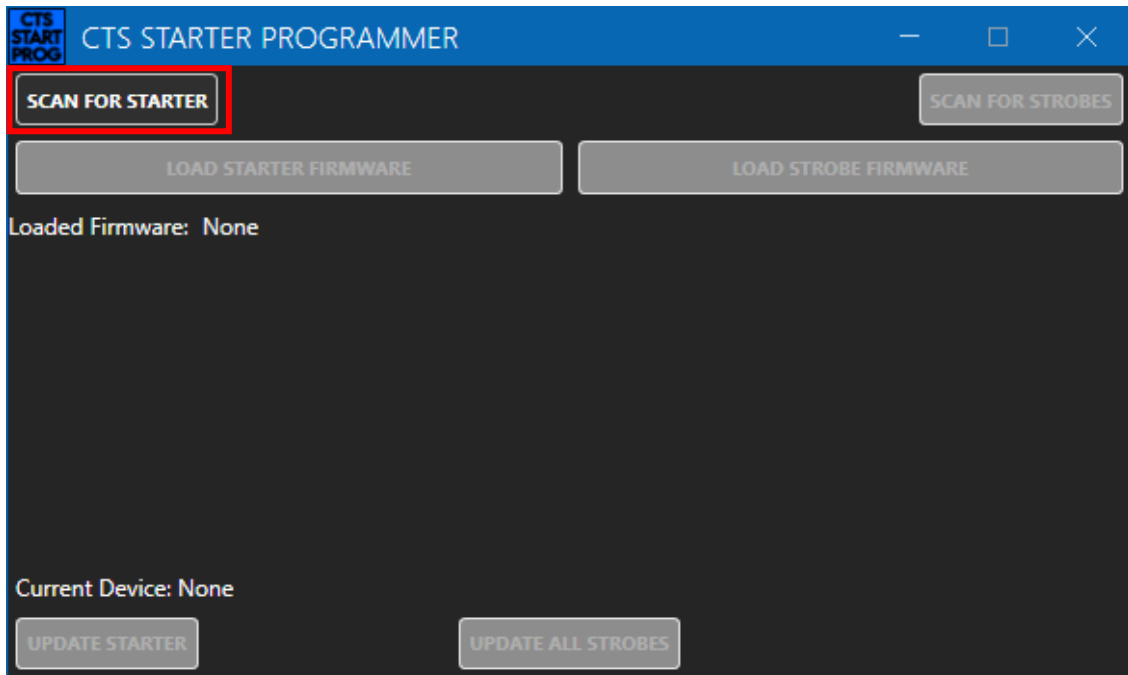 CTS
START
PROG
CTS STARTER PROGRAMMER
SCAN FOR STARTER
SCAN FOR STROBES
LOAD STARTER FIRMWARE
LOAD STROBE FIRMWARE
Loaded Firmware: None
Current Device: None
UPDATE STARTER
UPDATE ALL STROBES